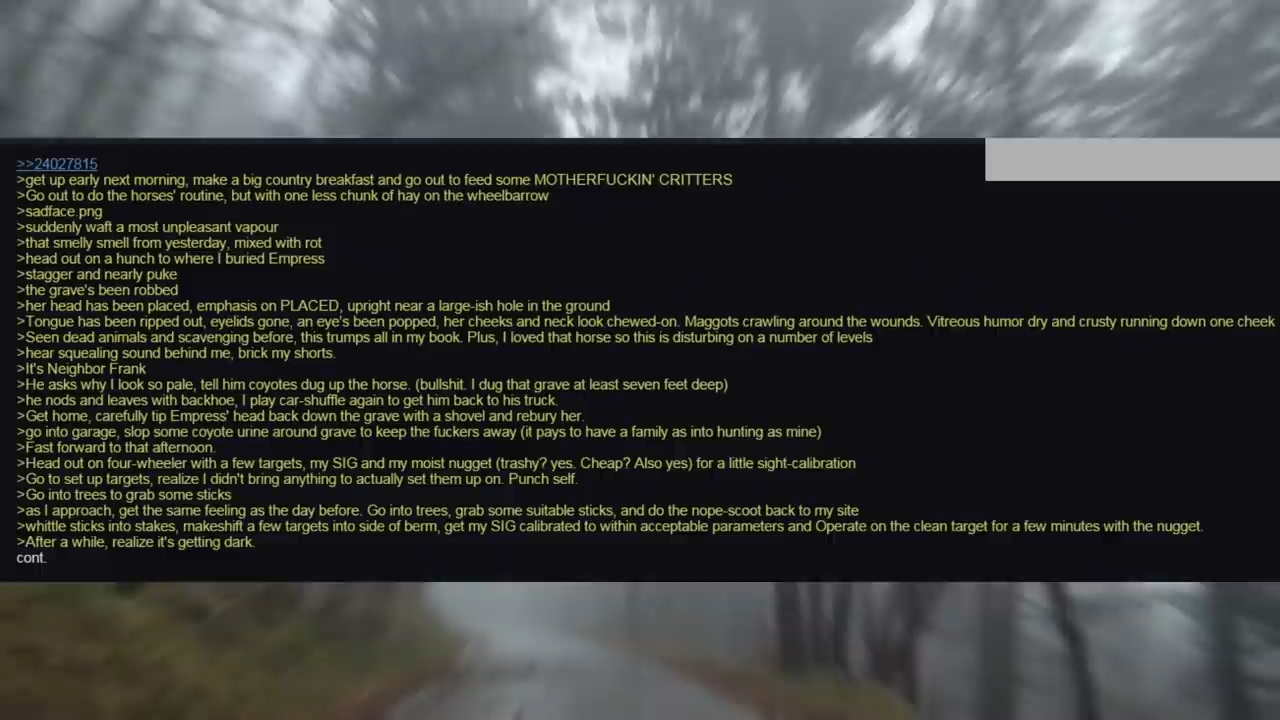 >>24027815
>get up early next morning, make a big country breakfast and go out to feed some MOTHERFUCKIN' CRITTERS
>Go out to do the horses' routine, but with one less chunk of hay on the wheelbarrow
>sadface.png
>suddenly waft a most unpleasant vapour
>that smelly smell from yesterday, mixed with rot
>head out on a hunch to where I buried Empress
>stagger and nearly puke
>the grave's been robbed
>her head has been placed, emphasis on PLACED, upright near a large-ish hole in the ground
>Tongue has been ripped out, eyelids gone, an eye's been popped, her cheeks and neck look chewed-on. Maggots crawling around the wounds. Vitreous humor dry and crusty running down one cheek
>Seen dead animals and scavenging before, this trumps all in my book. Plus, I loved that horse so this is disturbing on a number of levels
>hear squealing sound behind me, brick my shorts.
>It's Neighbor Frank
>He asks why I look so pale, tell him coyotes dug up the horse. (bullshit. I dug that grave at least seven feet deep)
>he nods and leaves with backhoe, I play car-shuffle again to get him back to his truck.
>Get home, carefully tip Empress' head back down the grave with a shovel and rebury her.
>go into garage, slop some coyote urine around grave to keep the fuckers away (it pays to have a family as into hunting as mine)
>Fast forward to that afternoon.
>Head out on four-wheeler with a few targets, my SIG and my moist nugget (trashy? yes. Cheap? Also yes) for a little sight-calibration
>Go to set up targets, realize I didn't bring anything to actually set them up on. Punch self.
>Go into trees to grab some sticks
>as I approach, get the same feeling as the day before. Go into trees, grab some suitable sticks, and do the nope-scoot back to my site
>whittle sticks into stakes, makeshift a few targets into side of berm, get my SIG calibrated to within acceptable parameters and Operate on the clean target for a few minutes with the nugget.
>After a while, realize it's getting dark.
cont.